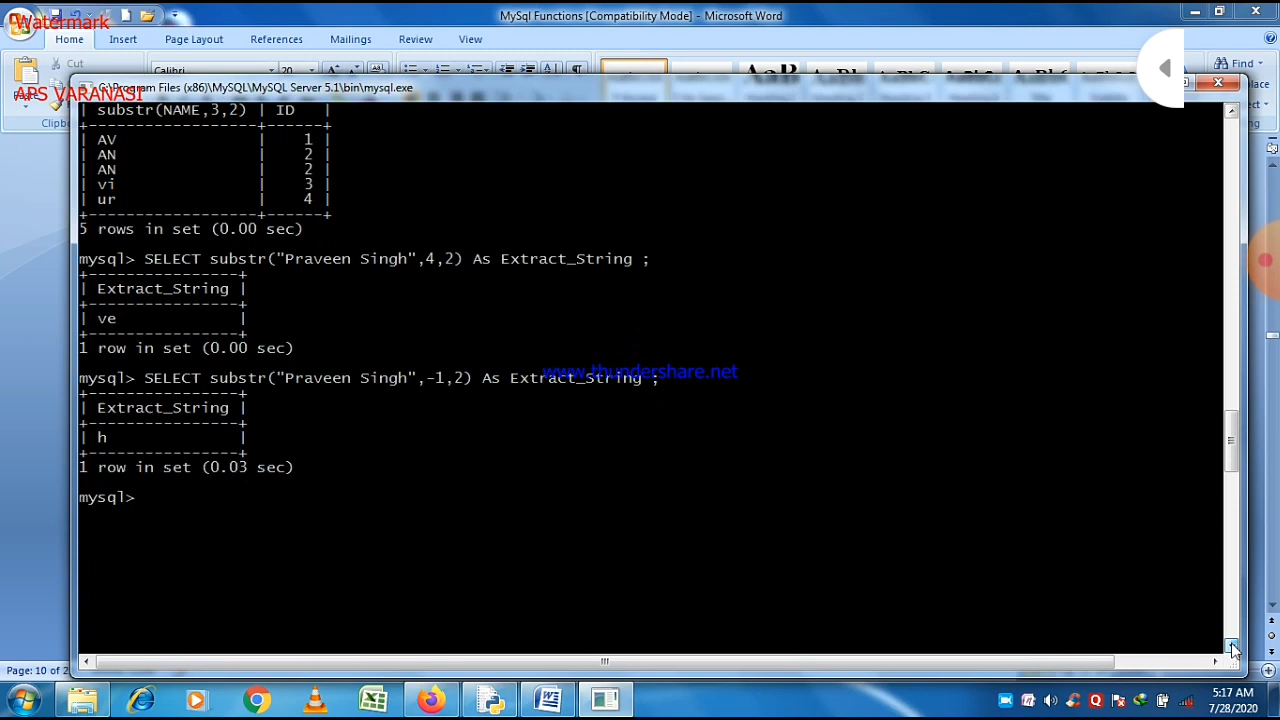 MySql Functions [Compatibility Mode] - Microsoft Word
Watermark
Home Insert Page Layout References Mailings Review View
Cut
Calibri 20
Find
APS VARANASI
C:\Program Files (x86)\MySQL\MySQL Server 5.1\bin\mysql.exe
| substr(NAME,3,2) | ID |
+------------------+------+
| AV | 1 |
| AN | 2 |
| AN | 2 |
| vi | 3 |
| ur | 4 |
+------------------+------+
5 rows in set (0.00 sec)
mysql> SELECT substr("Praveen Singh",4,2) As Extract_String ;
+----------------+
| Extract_String |
+----------------+
| ve |
+----------------+
1 row in set (0.00 sec)
www.thundershare.net
mysql> SELECT substr("Praveen Singh",-1,2) As Extract_String ;
+----------------+
| Extract_String |
+----------------+
| h |
+----------------+
1 row in set (0.03 sec)
mysql>
Page: 10 of 2
5:17 AM
7/28/2020